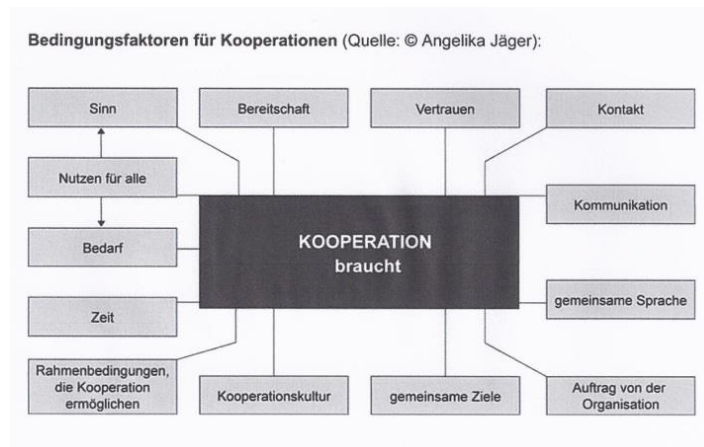 Bedingungsfaktoren für Kooperationen (Quelle: © Angelika Jäger):
Sinn
Bereitschaft
Vertrauen
Kontakt
Nutzen für alle
Kommunikation
KOOPERATION
braucht
Bedarf
gemeinsame Sprache
Zeit
Rahmenbedingungen,
die Kooperation
ermöglichen
Kooperationskultur
gemeinsame Ziele
Auftrag von der
Organisation